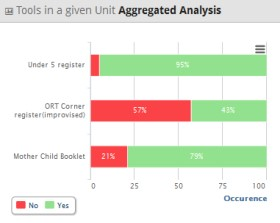 Tools in a given Unit Aggregated Analysis
Under 5 register
95%
ORT Corner
register(improvised)
57%
43%
Mother Child Booklet
21%
79%
0
25
50
75
100
Occurence
No
Yes